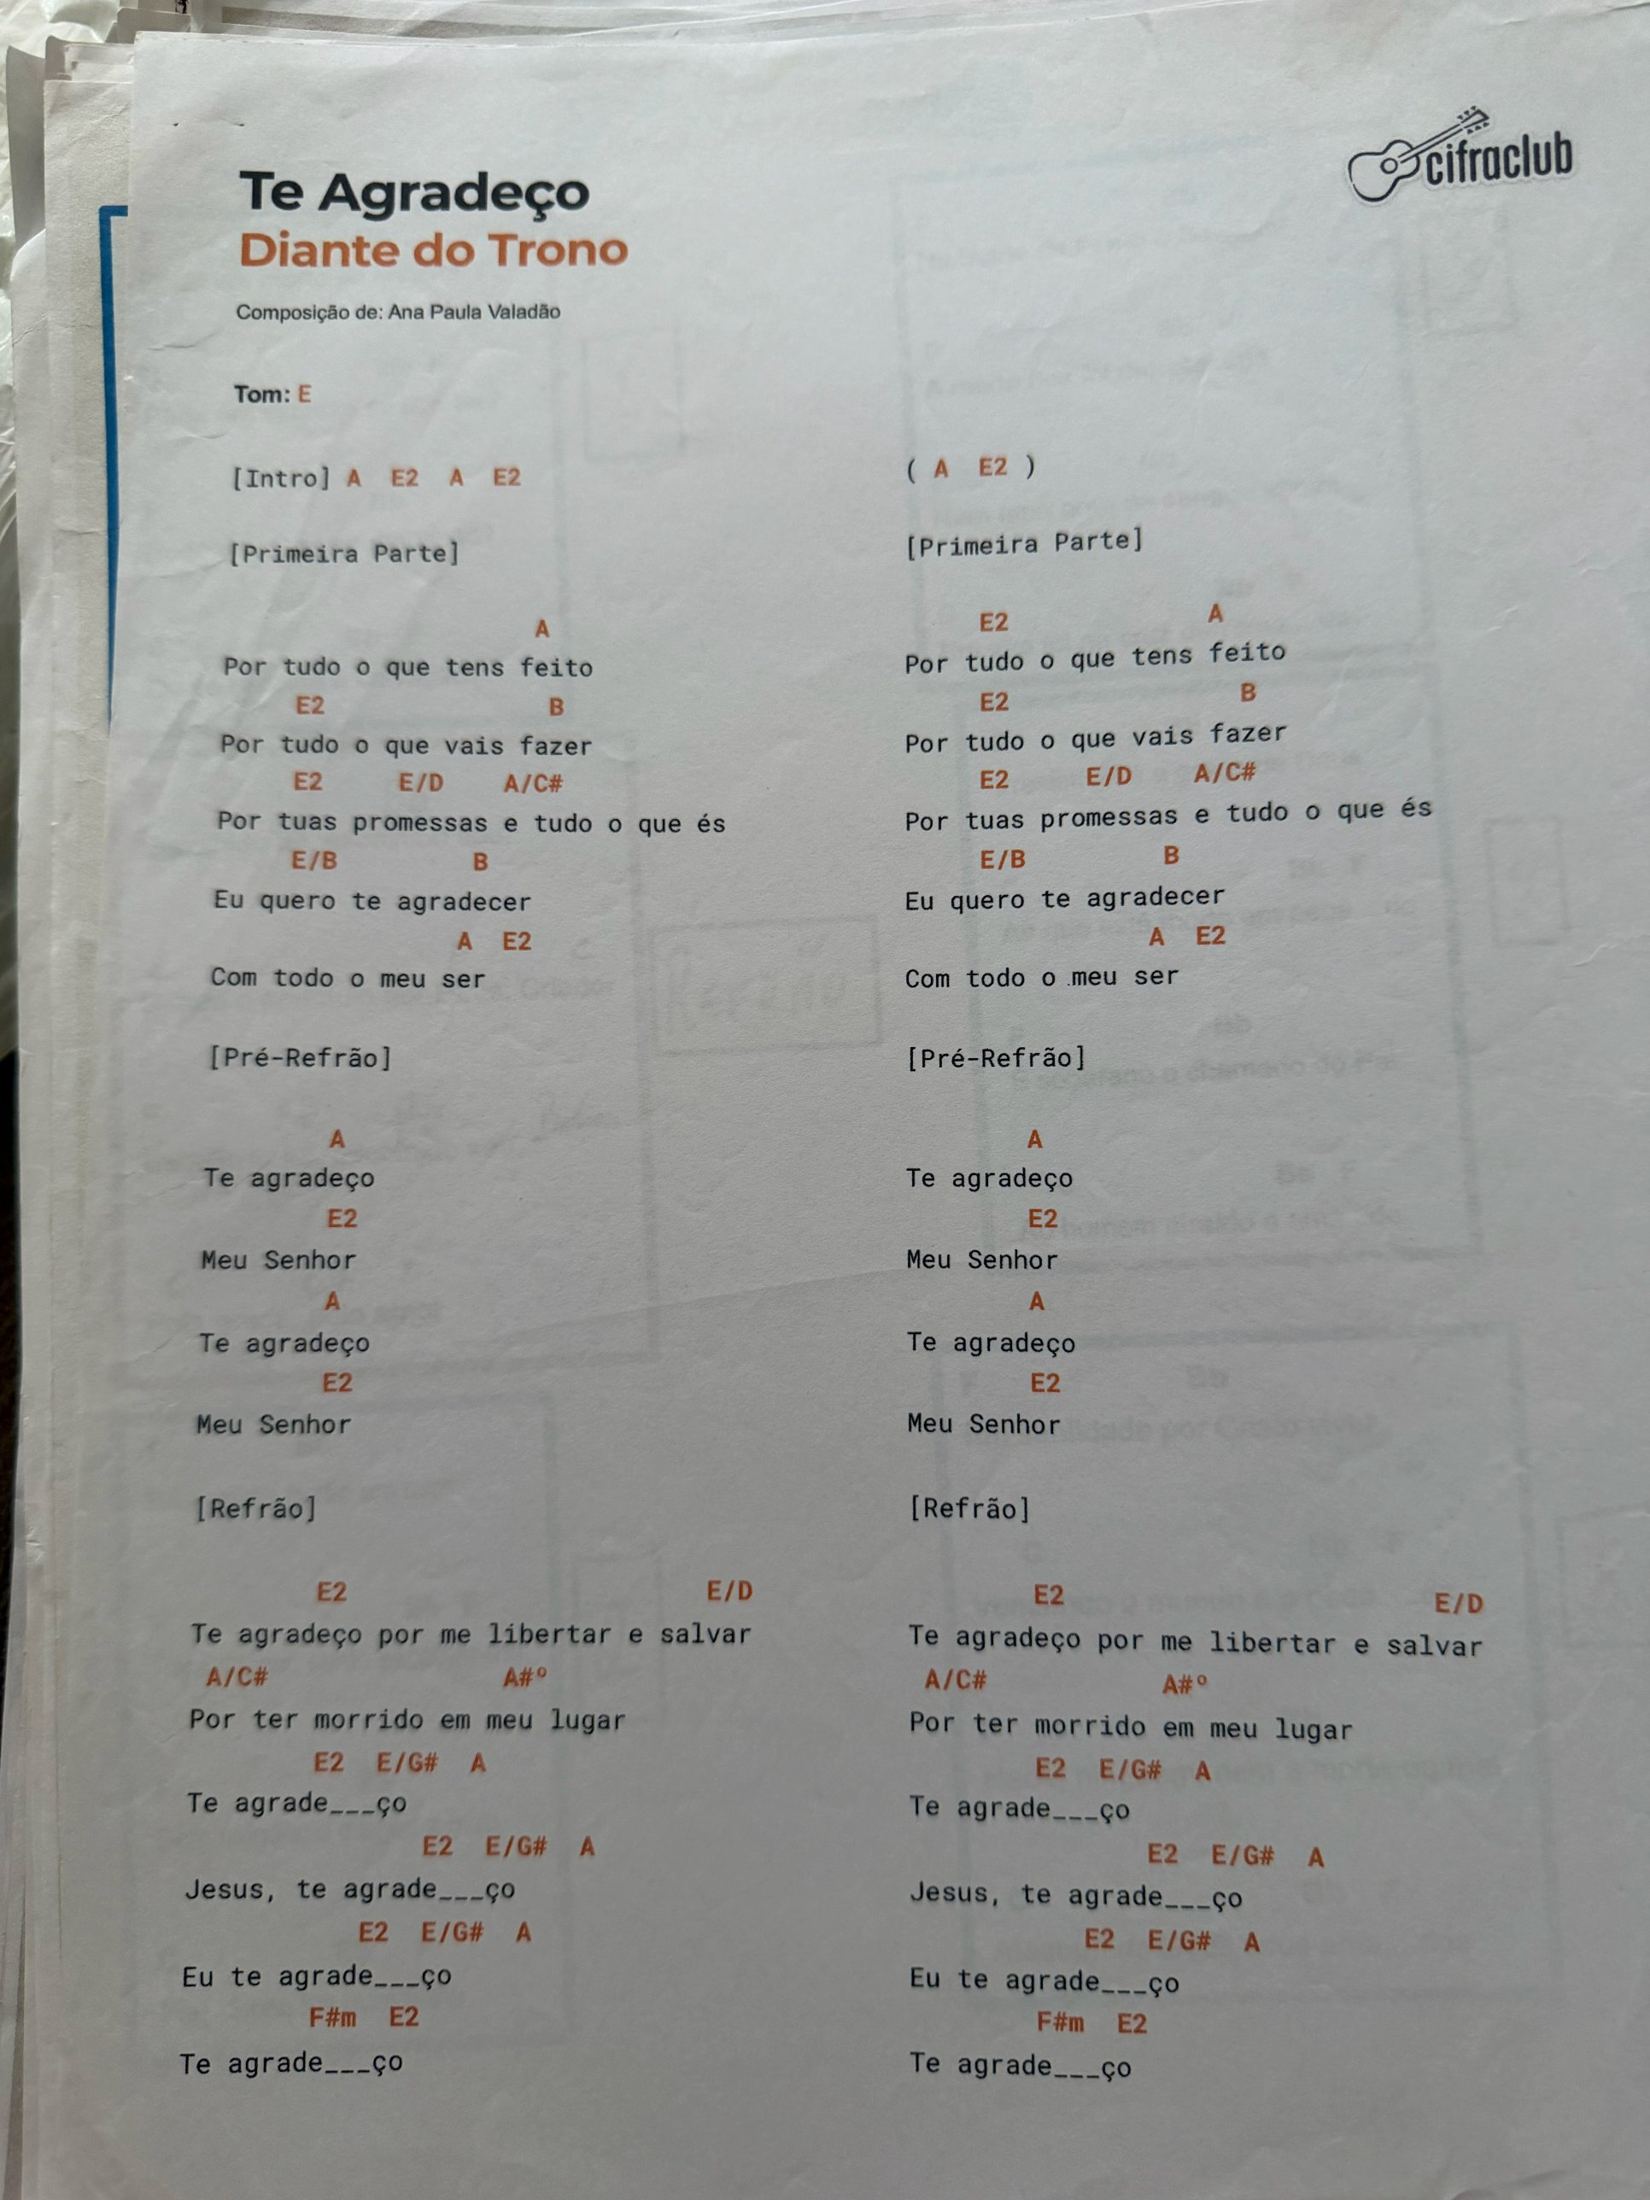 cifraclub
Te Agradeço
Diante do Trono
Composição de: Ana Paula Valadão
Tom: E
[Intro] A E2 A E2
[Primeira Parte]
A
Por tudo o que tens feito
E2 B
Por tudo o que vais fazer
E2 E/D A/C#
Por tuas promessas e tudo o que és
E/B B
Eu quero te agradecer
A E2
Com todo o meu ser
[Pré-Refrão]
A
Te agradeço
E2
Meu Senhor
A
Te agradeço
E2
Meu Senhor
[Refrão]
E2 E/D
Te agradeço por me libertar e salvar
A/C# A#º
Por ter morrido em meu lugar
E2 E/G# A
Te agrade___ço
E2 E/G# A
Jesus, te agrade___ço
E2 E/G# A
Eu te agrade___ço
F#m E2
Te agrade___ço
( A E2 )
[Primeira Parte]
E2 A
Por tudo o que tens feito
E2 B
Por tudo o que vais fazer
E2 E/D A/C#
Por tuas promessas e tudo o que és
E/B B
Eu quero te agradecer
A E2
Com todo o meu ser
[Pré-Refrão]
A
Te agradeço
E2
Meu Senhor
A
Te agradeço
E2
Meu Senhor
[Refrão]
E2 E/D
Te agradeço por me libertar e salvar
A/C# A#º
Por ter morrido em meu lugar
E2 E/G# A
Te agrade___ço
E2 E/G# A
Jesus, te agrade___ço
E2 E/G# A
Eu te agrade___ço
F#m E2
Te agrade___ço